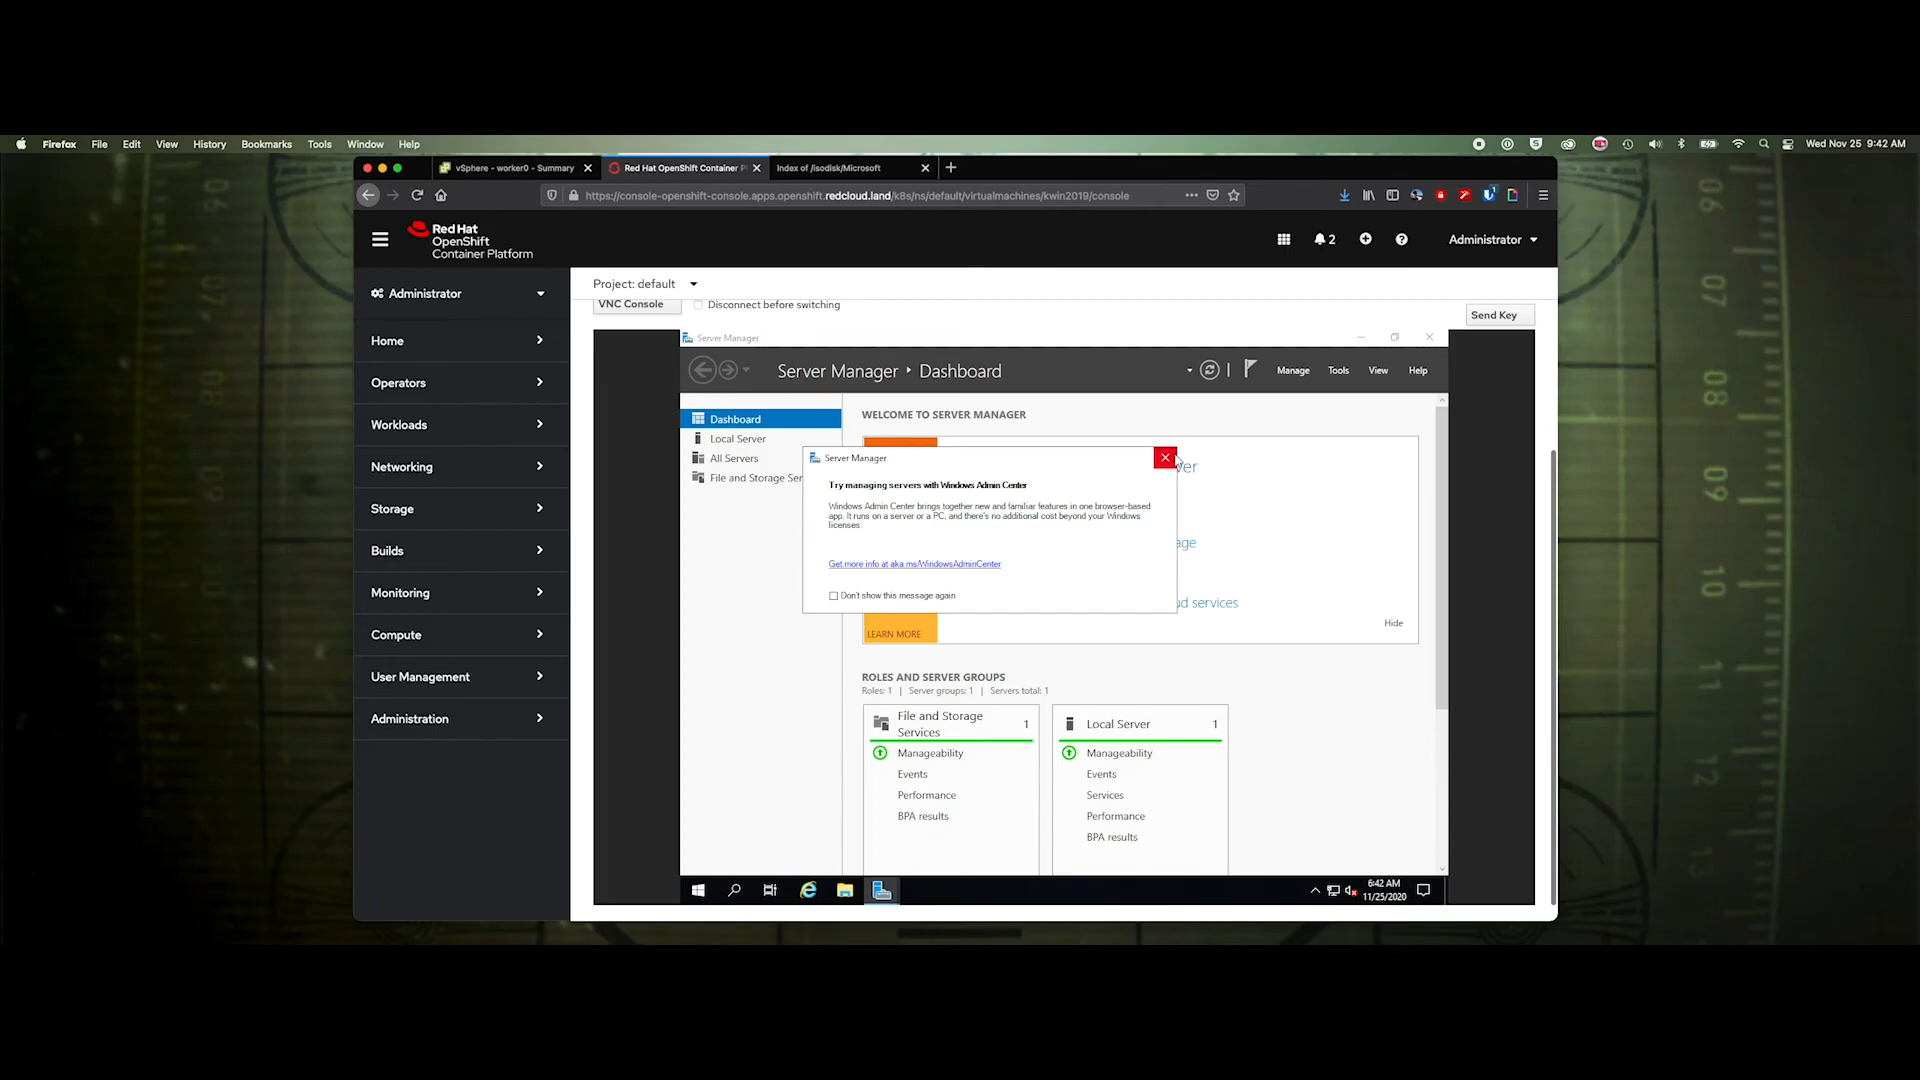 Firefox File Edit View History Bookmarks Tools Window Help
Wed Nov 25 9:42 AM
vSphere - worker0 - Summary
Red Hat OpenShift Container P
Index of /isodisk/Microsoft
https://console-openshift-console.apps.openshift.redcloud.land/k8s/ns/default/virtualmachines/kwin2019/console
Red Hat
OpenShift
Container Platform
2
Administrator
Administrator
Home
Operators
Workloads
Networking
Storage
Builds
Monitoring
Compute
User Management
Administration
Project: default
VNC Console
Disconnect before switching
Send Key
Server Manager
Server Manager
Dashboard
Manage
Tools
View
Help
Dashboard
Local Server
All Servers
File and Storage Ser
WELCOME TO SERVER MANAGER
Server Manager
Try managing servers with Windows Admin Center
Windows Admin Center brings together new and familiar features in one browser-based
app. It runs on a server or a PC, and there's no additional cost beyond your Windows
licenses.
Get more info at aka.ms/WindowsAdminCenter
Don't show this message again
ver
age
ud services
Hide
LEARN MORE
ROLES AND SERVER GROUPS
Roles: 1 | Server groups: 1 | Servers total: 1
File and Storage
Services
1
Manageability
Events
Performance
BPA results
Local Server
1
Manageability
Events
Services
Performance
BPA results
6:42 AM
11/25/2020
06
07
08
09
10
11
12
13